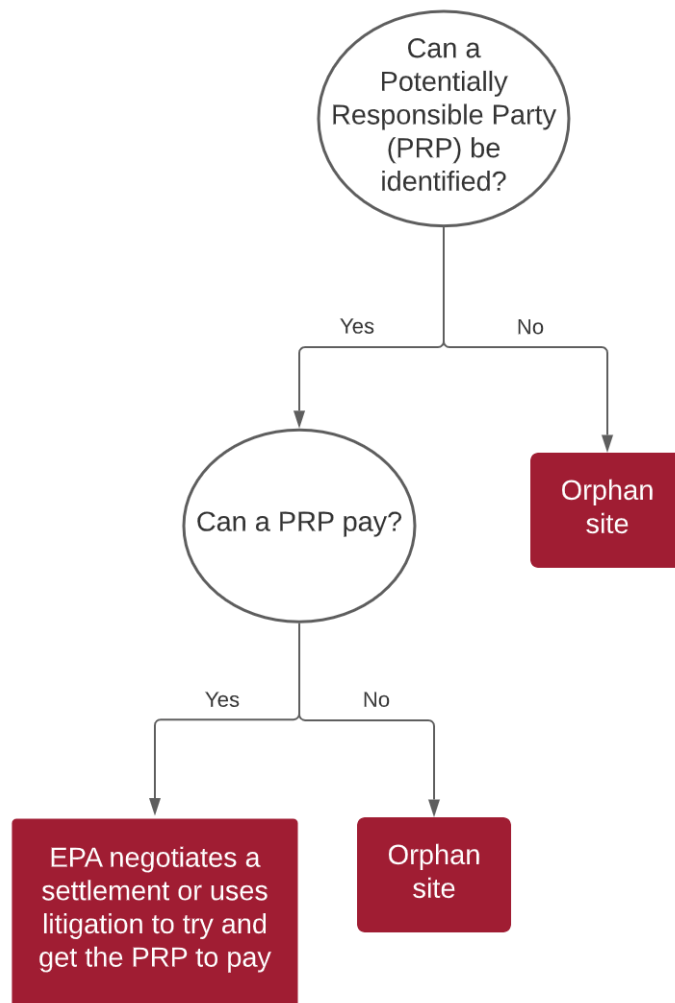 Can a
Potentially
Responsible Party
(PRP) be
identified?
Yes
No
Orphan
site
Can a PRP pay?
Yes
No
EPA negotiates a
settlement or uses
litigation to try and
get the PRP to pay
Orphan
site